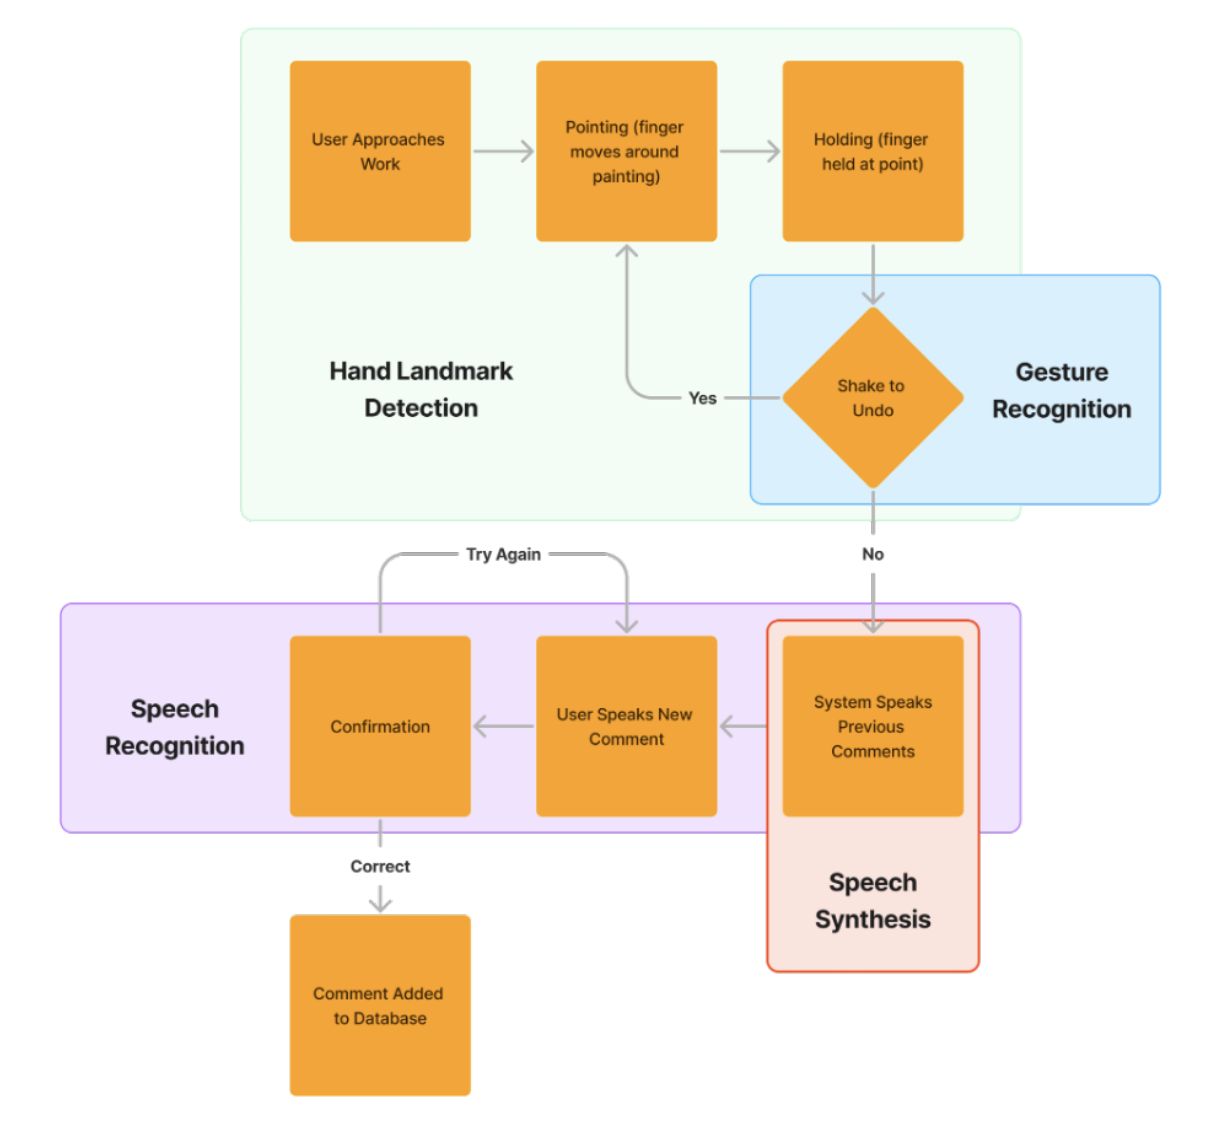 User Approaches
Work
Pointing (finger
moves around
painting)
Holding (finger
held at point)
Hand Landmark
Detection
Yes
Shake to
Undo
Gesture
Recognition
Try Again
No
Speech
Recognition
Confirmation
User Speaks New
Comment
System Speaks
Previous
Comments
Correct
Speech
Synthesis
Comment Added
to Database